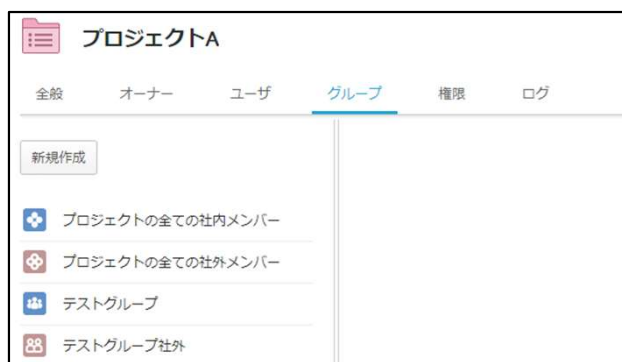 プロジェクトA
全般 オーナー ユーザ グループ 権限 ログ
新規作成
プロジェクトの全ての社内メンバー
プロジェクトの全ての社外メンバー
テストグループ
テストグループ社外